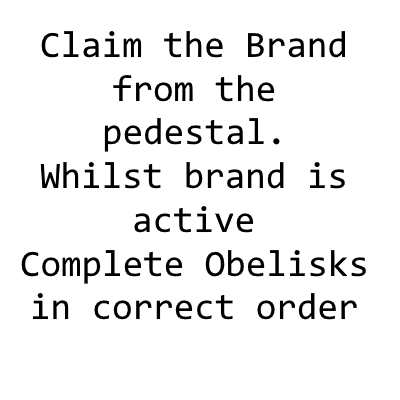 Claim the Brand
from the
pedestal.
Whilst brand is
active
Complete Obelisks
in correct order